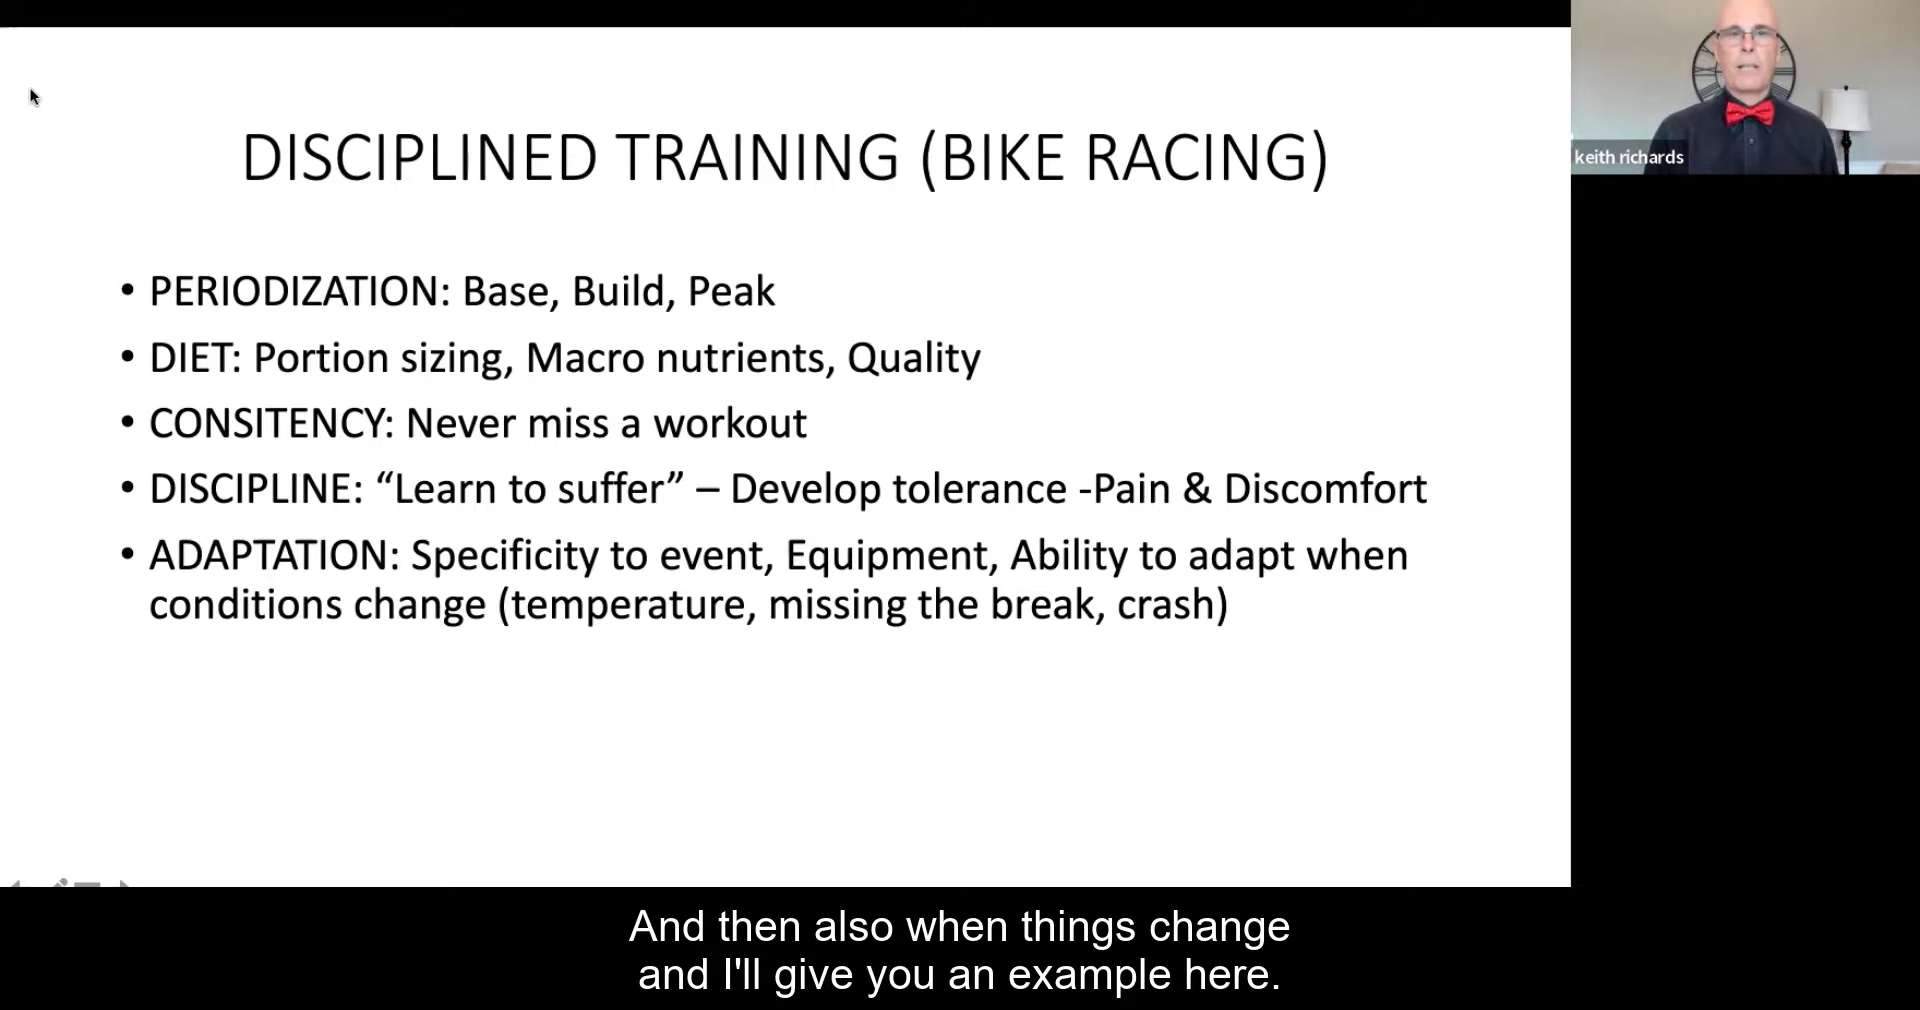 DISCIPLINED TRAINING (BIKE RACING)
• PERIODIZATION: Base, Build, Peak
• DIET: Portion sizing, Macro nutrients, Quality
• CONSITENCY: Never miss a workout
• DISCIPLINE: “Learn to suffer” – Develop tolerance -Pain & Discomfort
• ADAPTATION: Specificity to event, Equipment, Ability to adapt when
conditions change (temperature, missing the break, crash)
keith richards
And then also when things change
and I'll give you an example here.